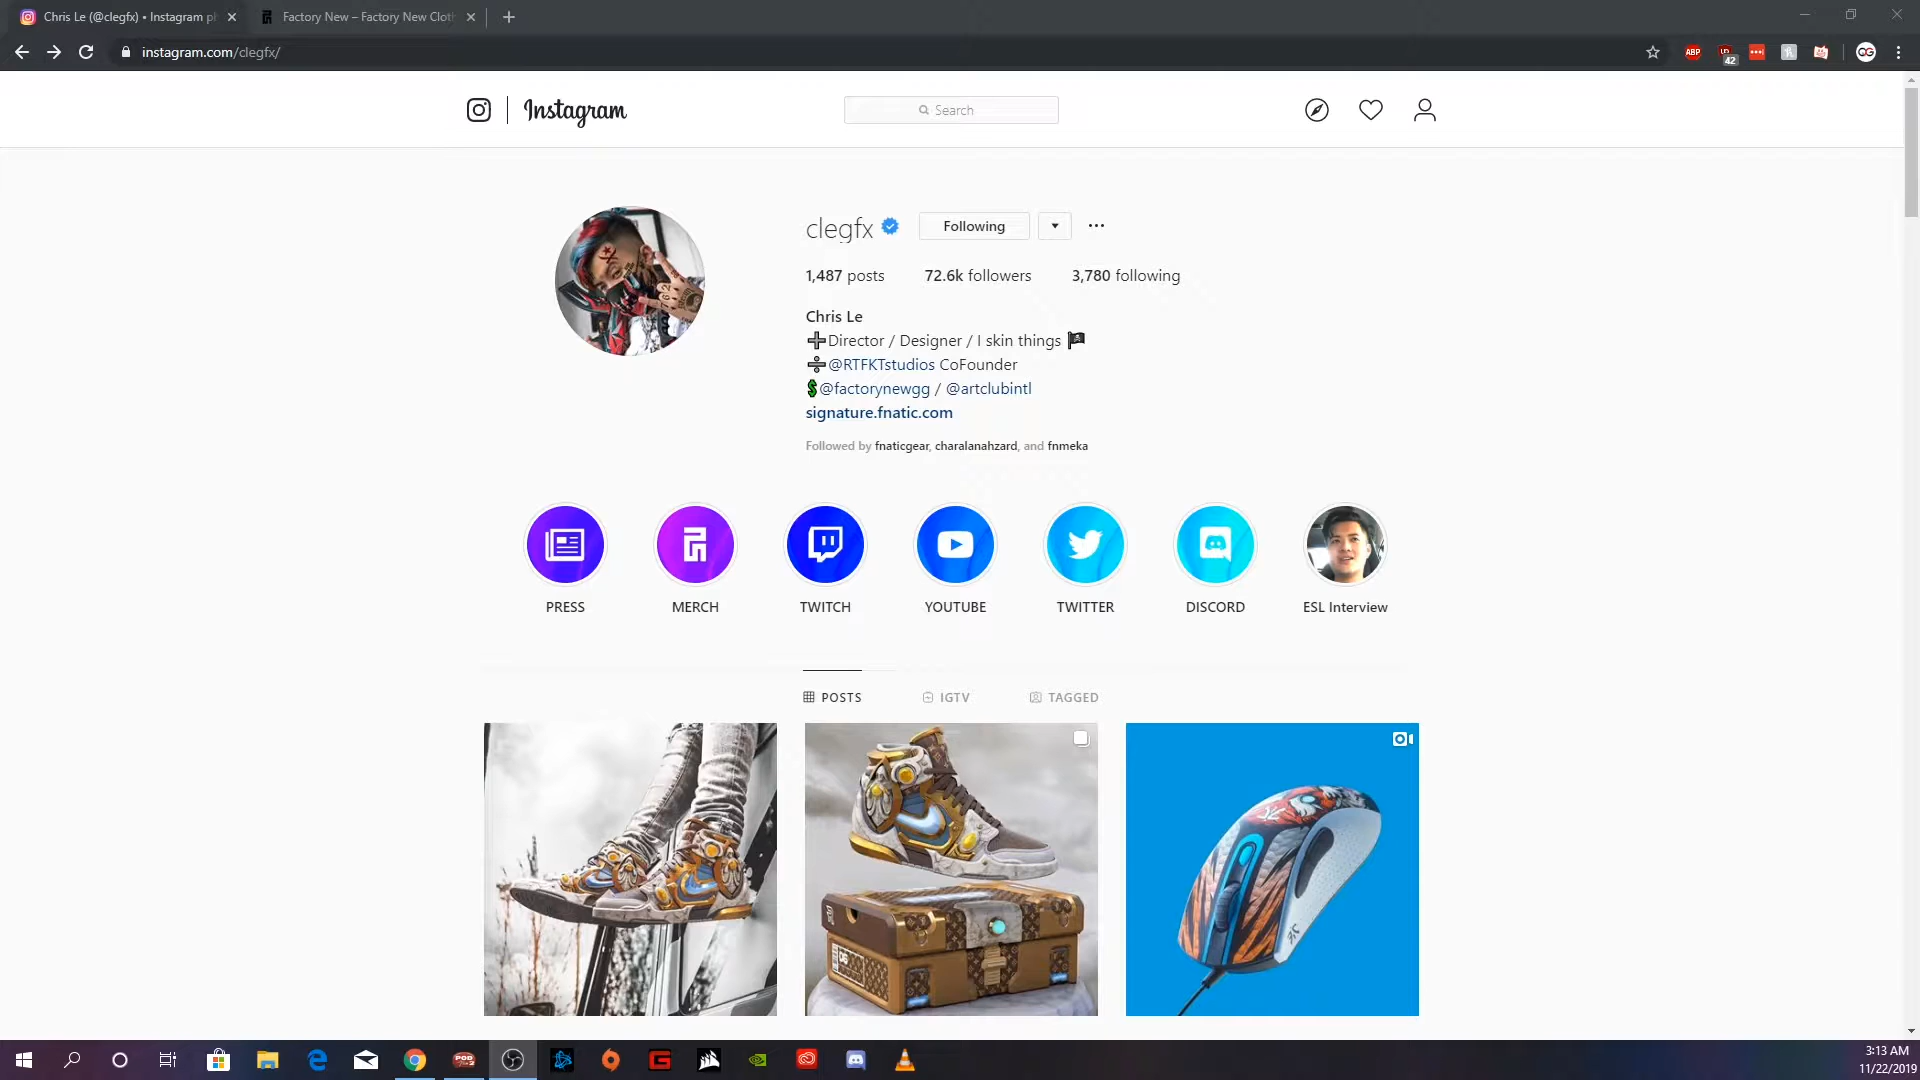 Chris Le (@clegfx) • Instagram ph
Factory New – Factory New Cloth
instagram.com/clegfx/
ABP
42
Instagram
Search
clegfx
Following
1,487 posts
72.6k followers
3,780 following
Chris Le
➕Director / Designer / I skin things 🏴‍☠️
➗@RTFKTstudios CoFounder
💲@factorynewgg / @artclubintl
signature.fnatic.com
Followed by fnaticgear, charalanahzard, and fnmeka
PRESS
MERCH
TWITCH
YOUTUBE
TWITTER
DISCORD
ESL Interview
POSTS
IGTV
TAGGED
3:13 AM
11/22/2019